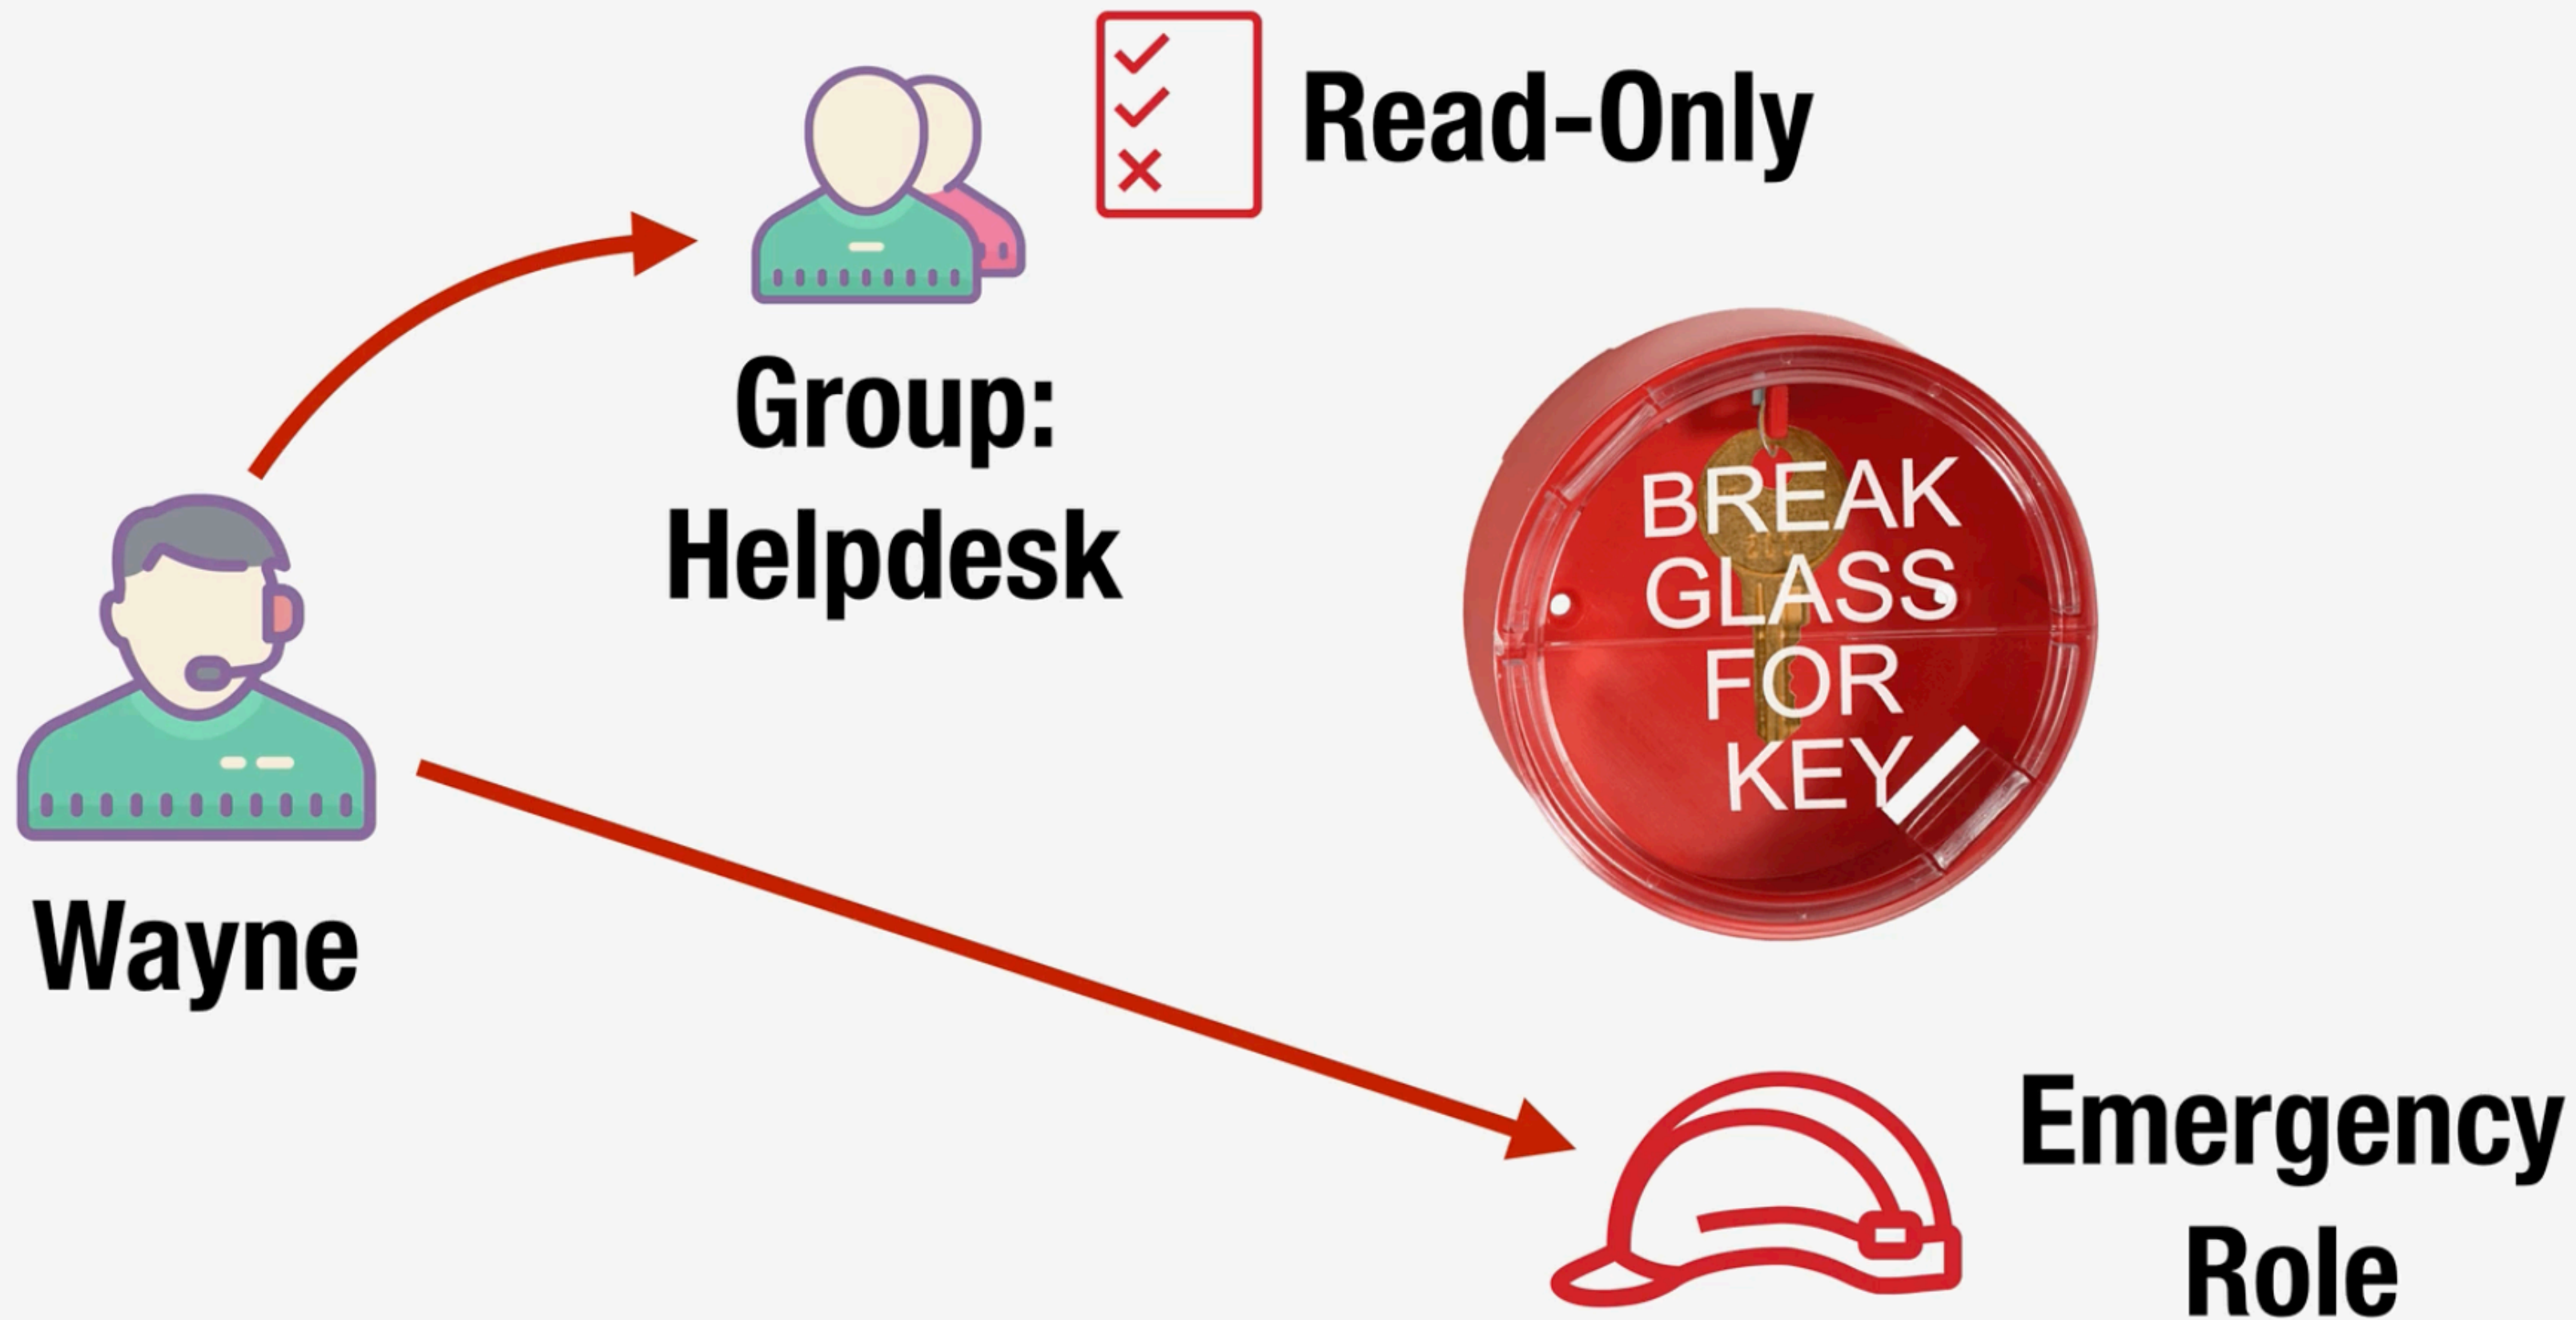 Read-Only
Group:
Helpdesk
BREAK
GLASS
FOR
KEY
Wayne
Emergency
Role